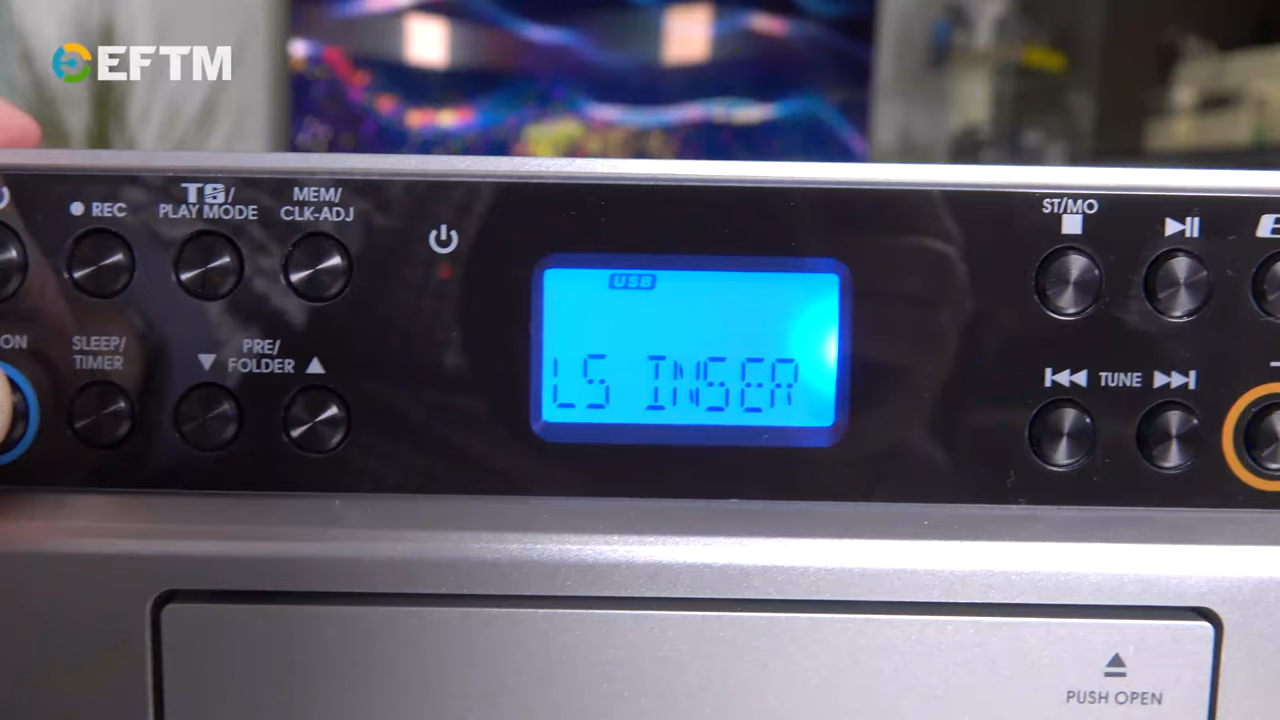 EFTM
REC
TS/
PLAY MODE
MEM/
CLK-ADJ
ST/MO
USB
LS INSER
ON
SLEEP/
TIMER
PRE/
FOLDER
TUNE
PUSH OPEN